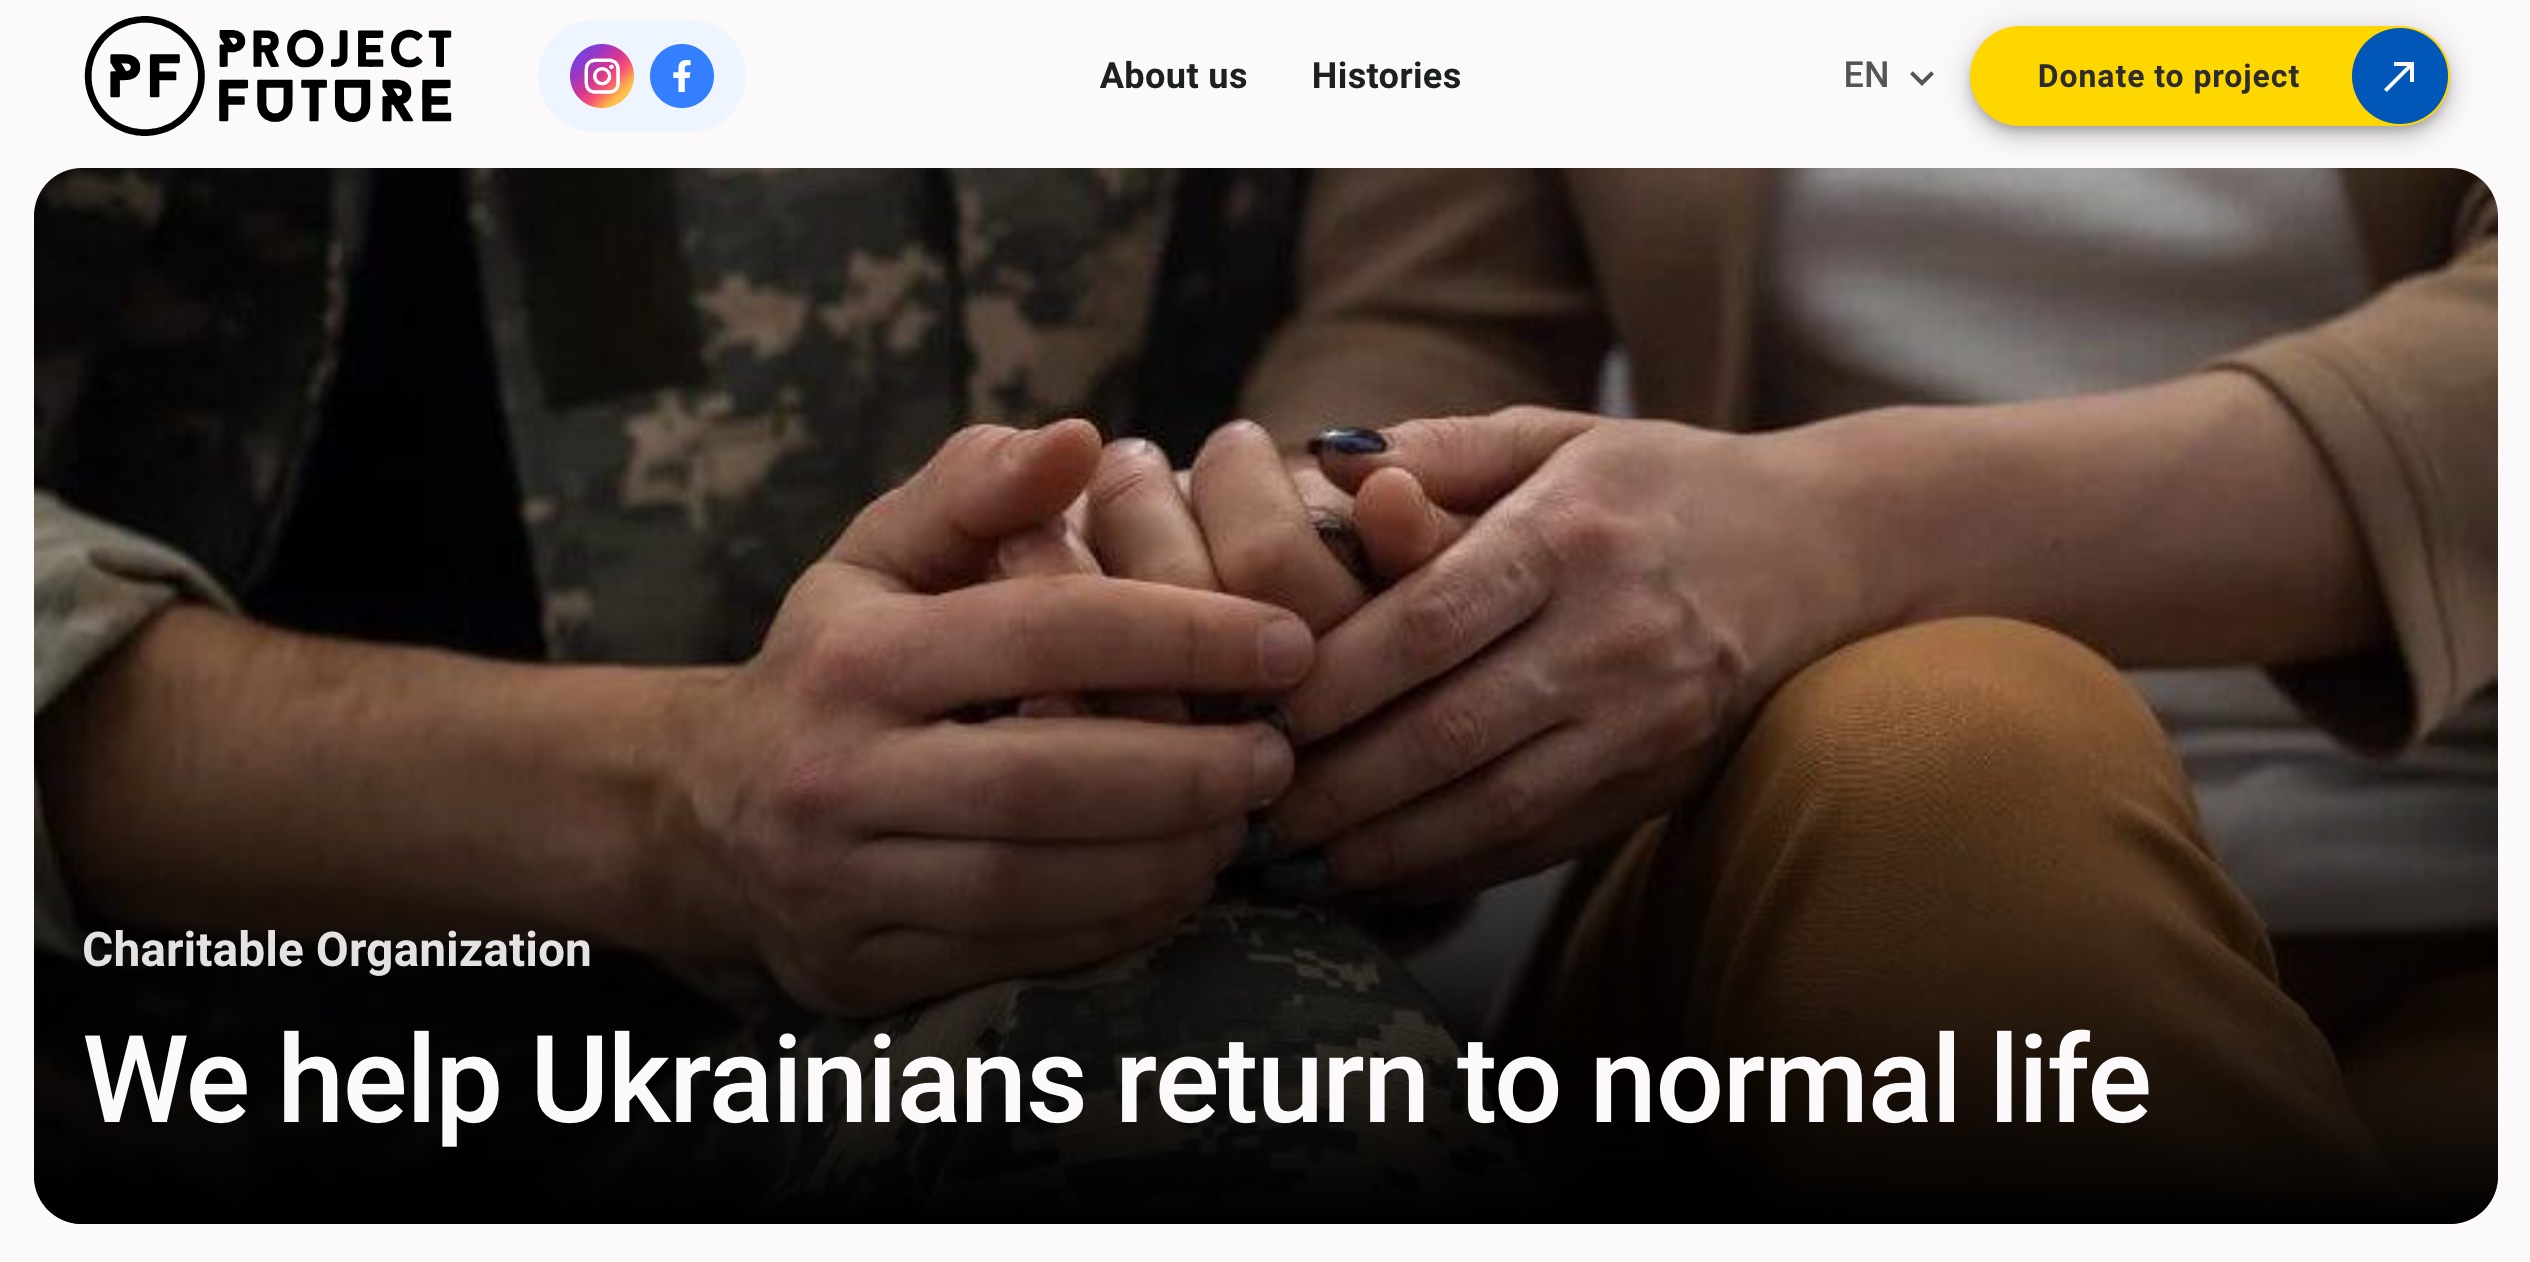 PF
PROJECT
FUTURE
About us
Histories
EN
Donate to project
Charitable Organization
We help Ukrainians return to normal life